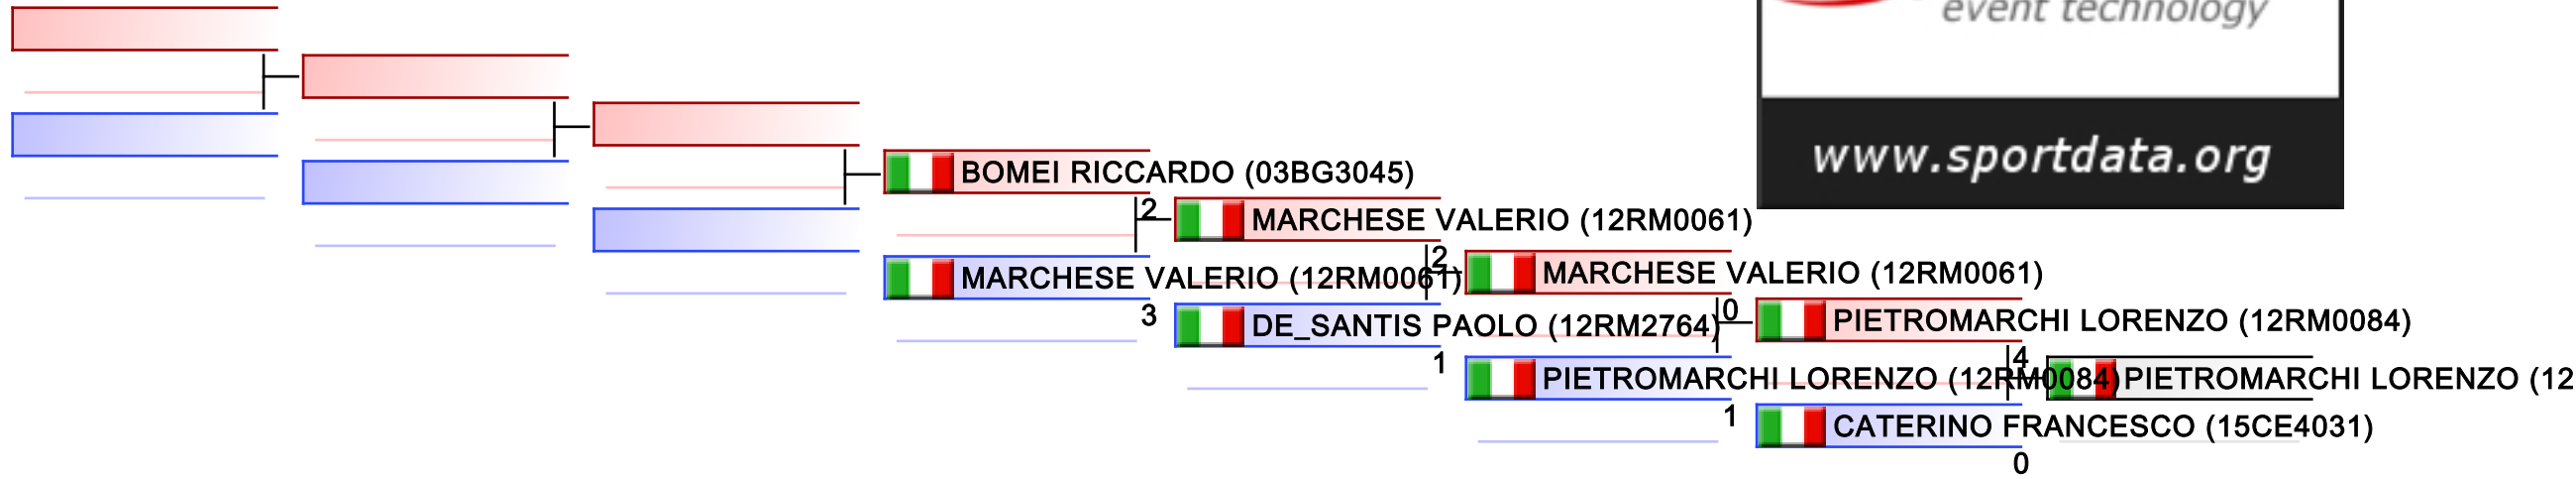 event technology
www.sportdata.org
BOMEI RICCARDO (03BG3045)
2
MARCHESE VALERIO (12RM0061)
2
MARCHESE VALERIO (12RM0061)
MARCHESE VALERIO (12RM0061)
3
0
DE_SANTIS PAOLO (12RM2764)
PIETROMARCHI LORENZO (12RM0084)
1
4
PIETROMARCHI LORENZO (12RM0084)
PIETROMARCHI LORENZO (12
1
CATERINO FRANCESCO (15CE4031)
0